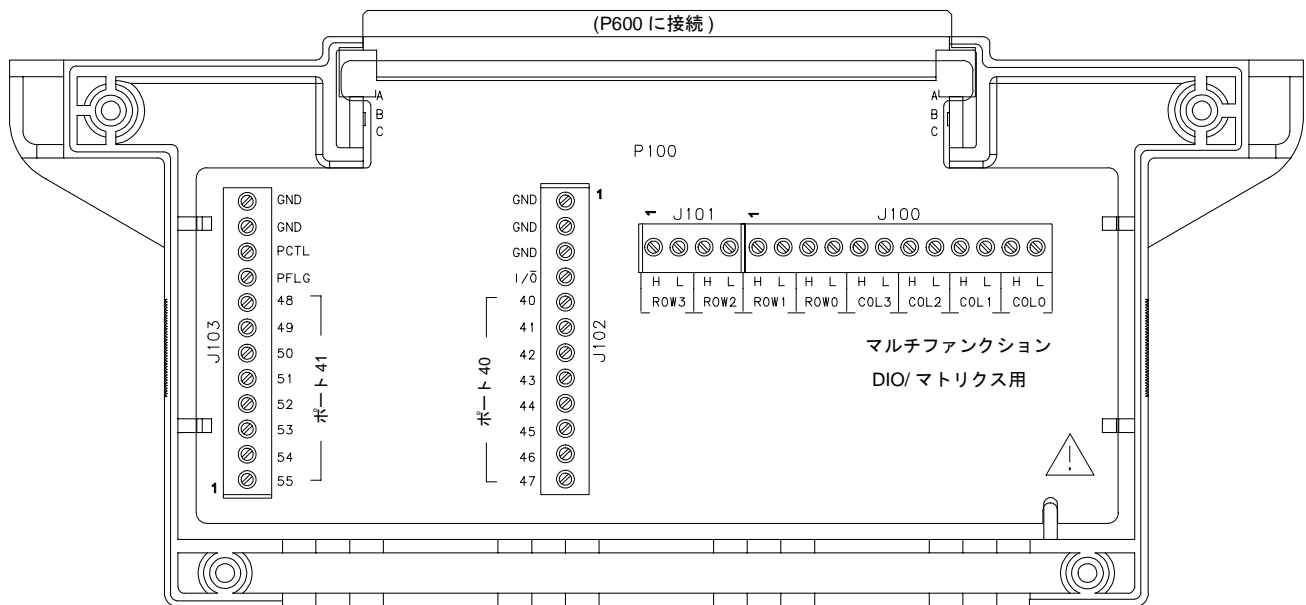 (P600 に接続 )
A
B
C
A
B
C
P100
GND
GND
PCTL
PFLG
48
49
50
51
52
53
54
55
1
J103
ポート 41
GND
GND
GND
I/O̅
40
41
42
43
44
45
46
47
1
J102
ポート 40
1 J101 1 J100
H L H L H L H L H L H L H L H L
ROW3 ROW2 ROW1 ROW0 COL3 COL2 COL1 COL0
マルチファンクション
DIO/ マトリクス用
!